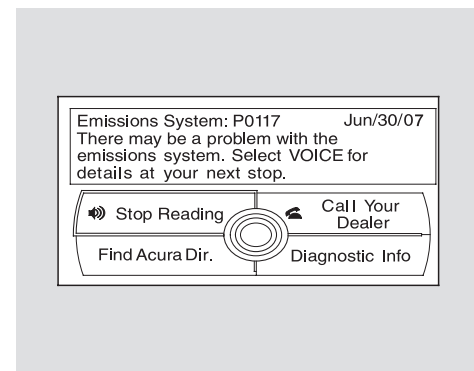 Emissions System: P0117 Jun/30/07
There may be a problem with the
emissions system. Select VOICE for
details at your next stop.
Stop Reading
Call Your
Dealer
Find Acura Dir.
Diagnostic Info